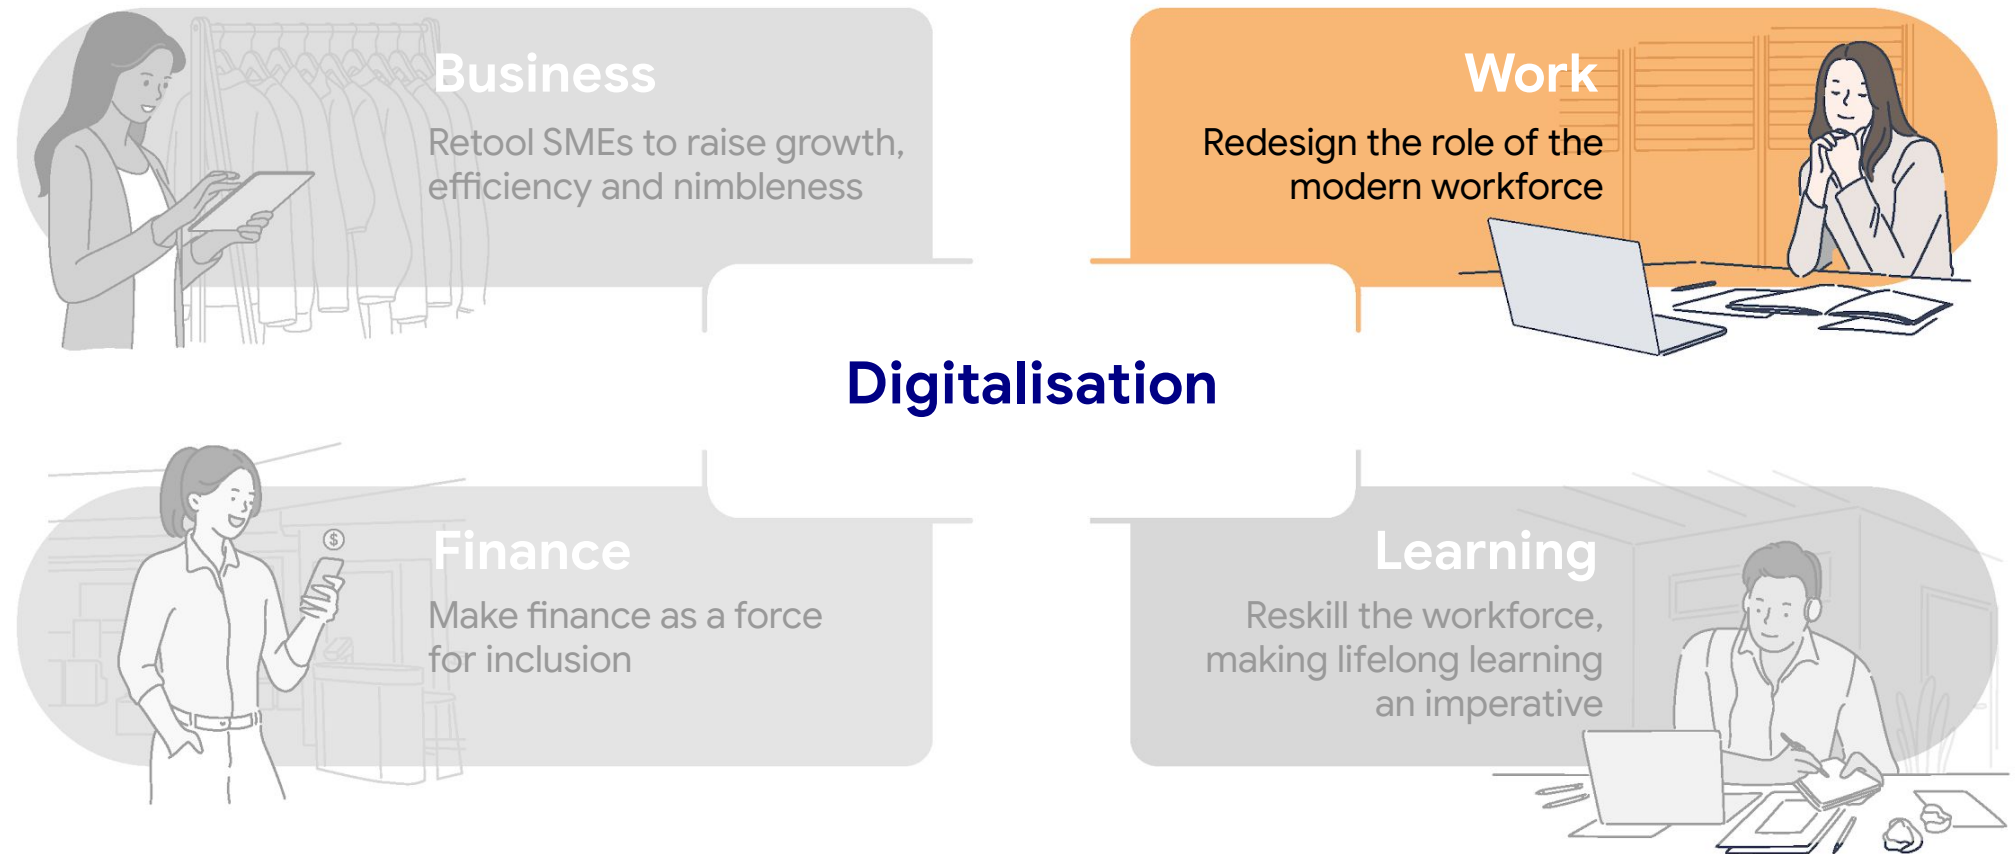 Business
Retool SMEs to raise growth,
efficiency and nimbleness
Work
Redesign the role of the
modern workforce
Digitalisation
Finance
Make finance as a force
for inclusion
$
Learning
Reskill the workforce,
making lifelong learning
an imperative